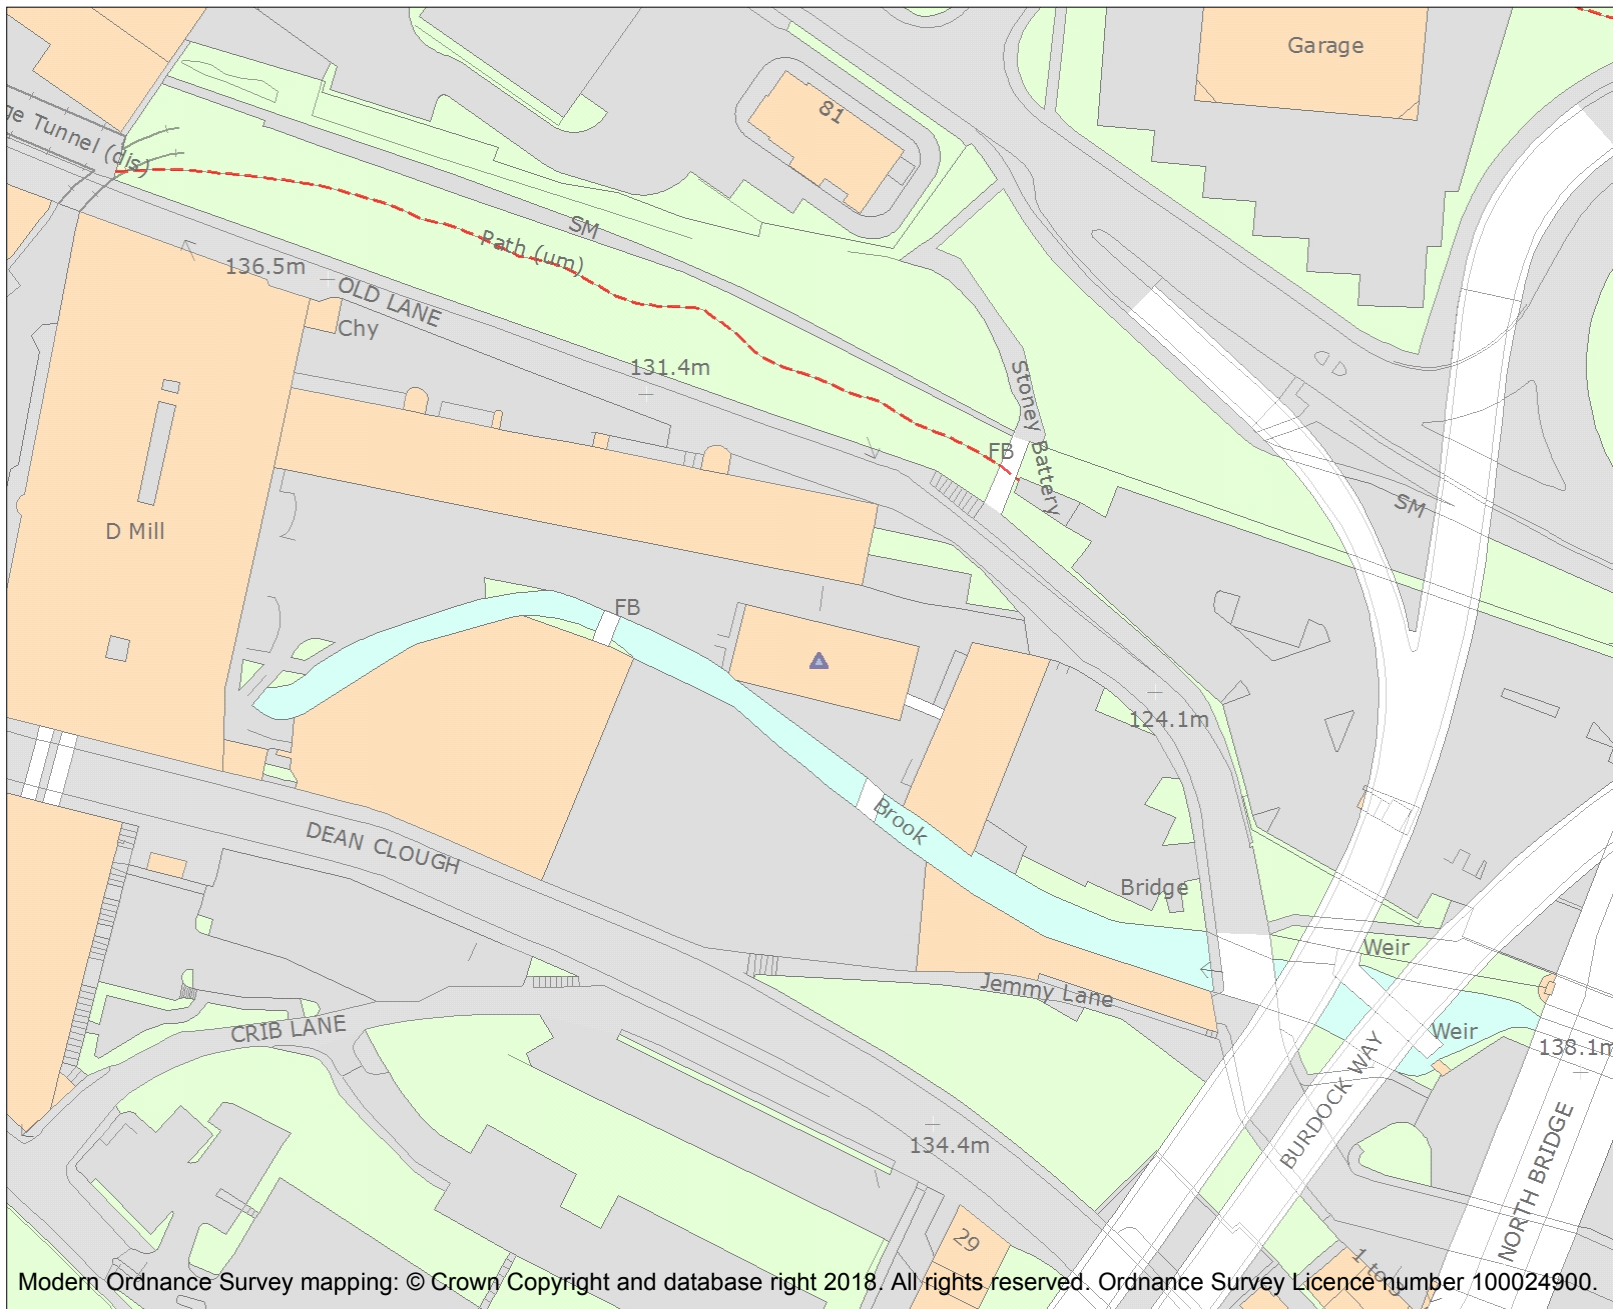 Garage
81
ge Tunnel (dis)
SM
Path (um)
136.5m
OLD LANE
Chy
131.4m
Stoney Battery
FB
SM
D Mill
FB
124.1m
Brook
DEAN CLOUGH
Bridge
Weir
Jemmy Lane
CRIB LANE
Weir
138.1m
BURDOCK WAY
134.4m
NORTH BRIDGE
29
1 to
Modern Ordnance Survey mapping: © Crown Copyright and database right 2018. All rights reserved. Ordnance Survey Licence number 100024900.